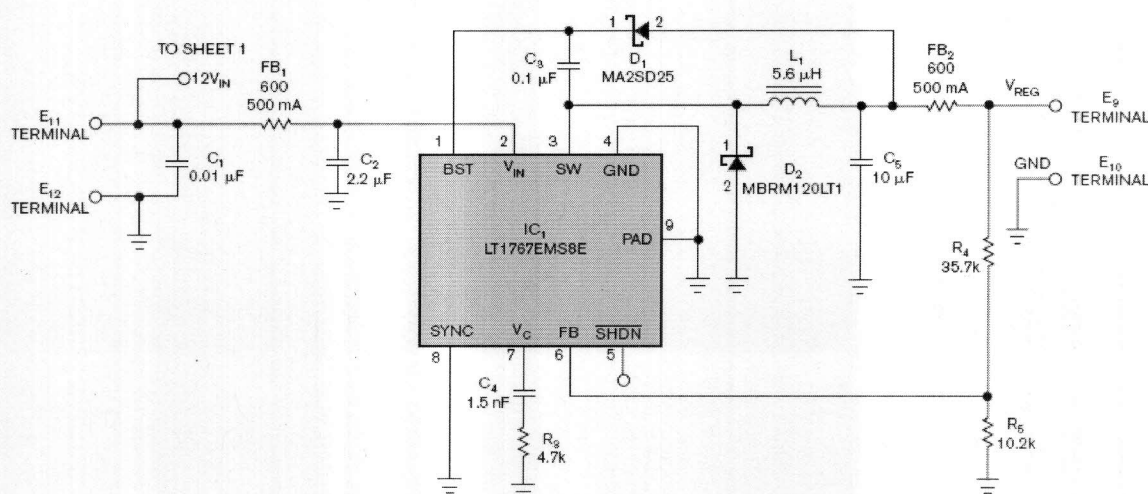 TO SHEET 1
12V_IN
FB₁
600
500 mA
E₁₁
TERMINAL
C₁
0.01 µF
E₁₂
TERMINAL
C₂
2.2 µF
C₃
0.1 µF
1
2
D₁
MA2SD25
L₁
5.6 µH
FB₂
600
500 mA
V_REG
E₉
TERMINAL
GND
E₁₀
TERMINAL
1
2
3
4
BST
V_IN
SW
GND
1
2
D₂
MBRM120LT1
C₅
10 µF
IC₁
LT1767EMS8E
PAD
9
R₄
35.7k
SYNC
V_C
FB
SHDN
8
7
6
5
C₄
1.5 nF
R₃
4.7k
R₅
10.2k